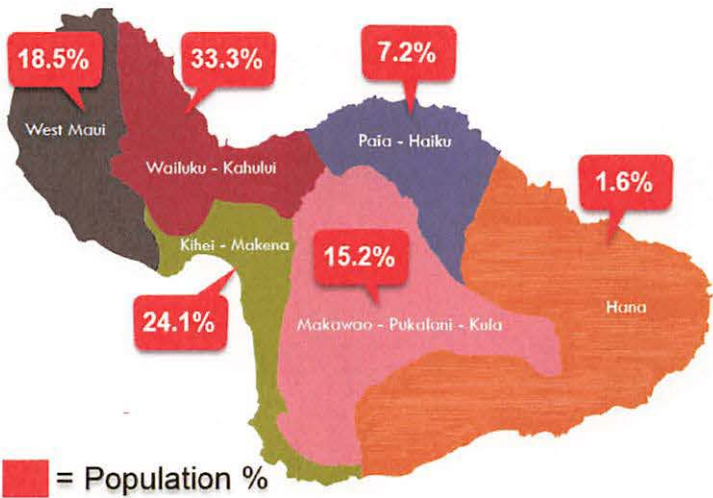 18.5%
33.3%
7.2%
West Maui
Wailuku - Kahului
Paia - Haiku
1.6%
Kihei - Makena
15.2%
24.1%
Makawao - Pukalani - Kula
Hana
= Population %